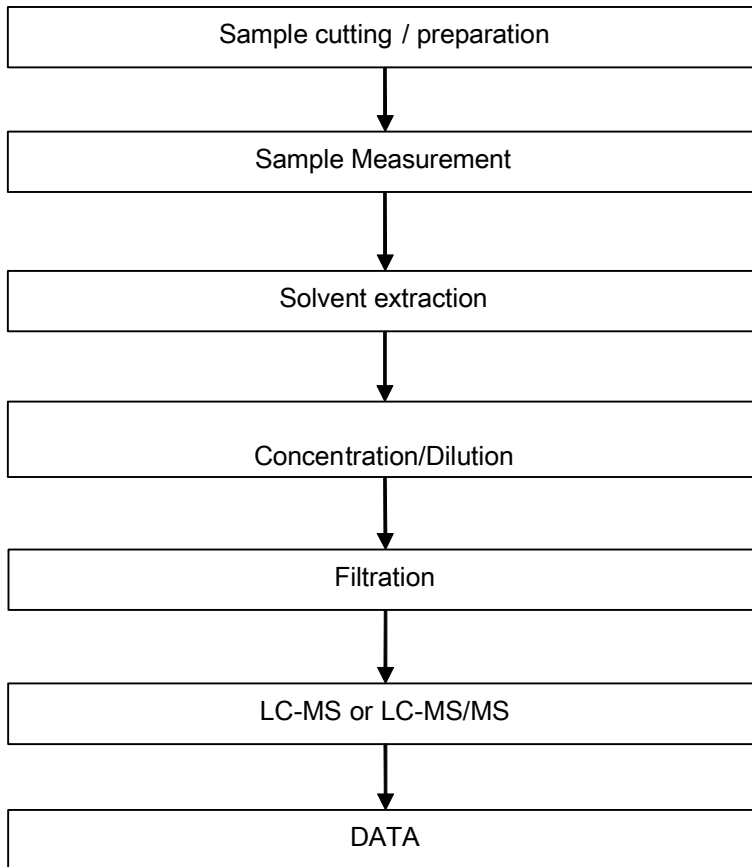 Sample cutting / preparation
Sample Measurement
Solvent extraction
Concentration/Dilution
Filtration
LC-MS or LC-MS/MS
DATA